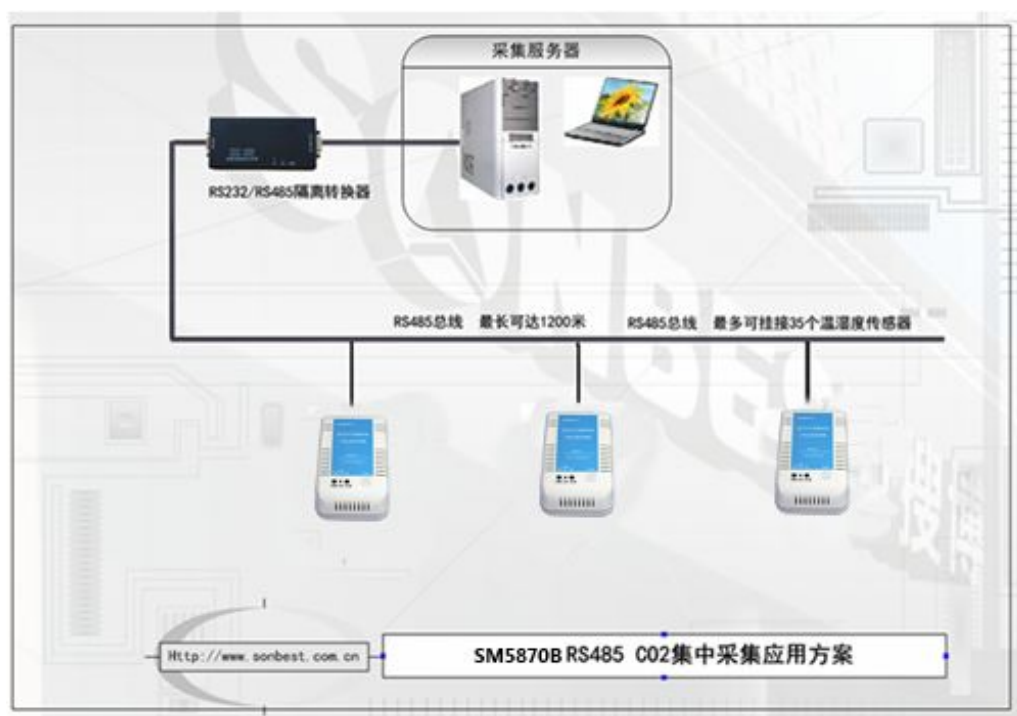 采集服务器
RS232/RS485隔离转换器
RS485总线 最长可达1200米 RS485总线 最多可挂接35个温湿度传感器
Http://www.sonbest.com.cn
SM5870B RS485 CO2集中采集应用方案